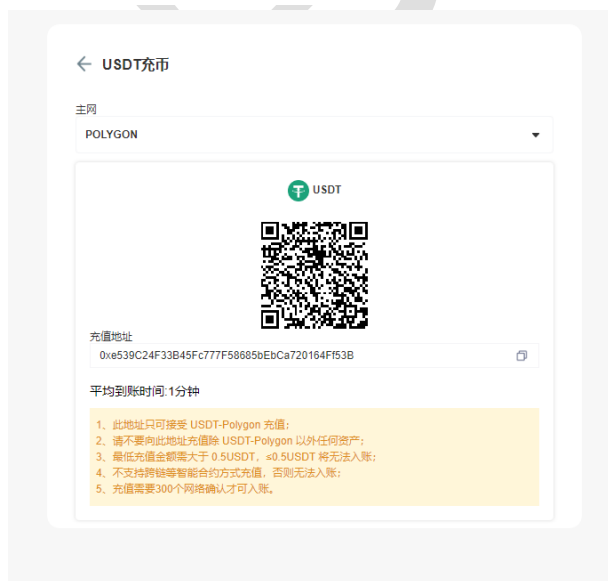 USDT充币
主网
POLYGON
USDT
充值地址
0xe539C24F33B45Fc777F58685bEbCa720164Ff53B
平均到账时间:1分钟
1、此地址只可接受 USDT-Polygon 充值；
2、请不要向此地址充值除 USDT-Polygon 以外任何资产；
3、最低充值金额需大于 0.5USDT，≤0.5USDT 将无法入账；
4、不支持跨链等智能合约方式充值，否则无法入账；
5、充值需要300个网络确认才可入账。